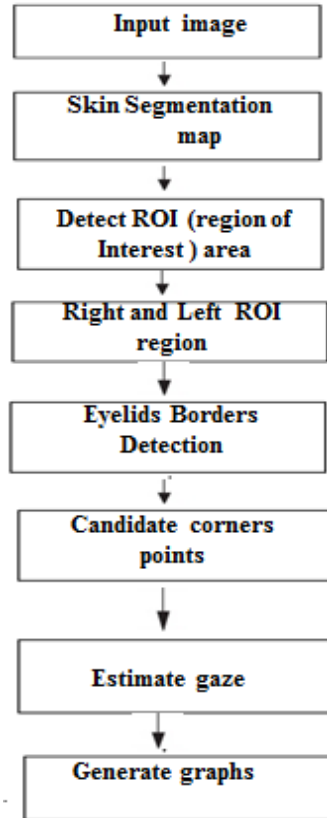 Input image
Skin Segmentation
map
Detect ROI (region of
Interest ) area
Right and Left ROI
region
Eyelids Borders
Detection
Candidate corners
points
Estimate gaze
Generate graphs